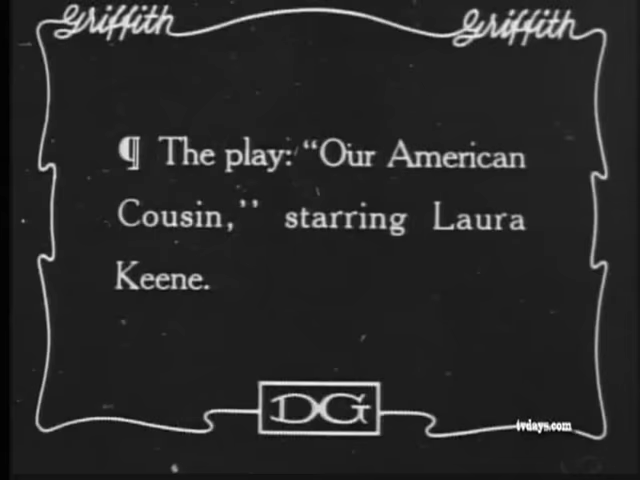 Griffith Griffith
¶ The play: “Our American
Cousin,’’ starring Laura
Keene.
DG
tvdays.com